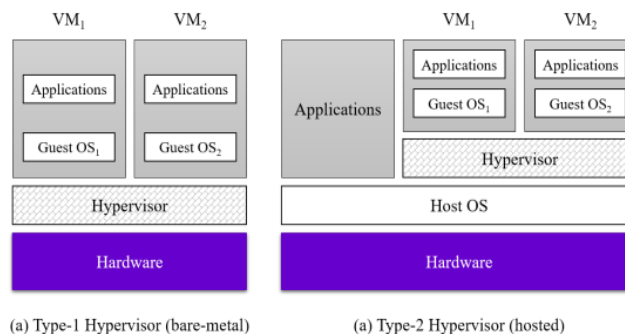 VM1
VM2
Applications
Applications
Guest OS1
Guest OS2
Hypervisor
Hardware
(a) Type-1 Hypervisor (bare-metal)
VM1
VM2
Applications
Applications
Applications
Guest OS1
Guest OS2
Hypervisor
Host OS
Hardware
(a) Type-2 Hypervisor (hosted)